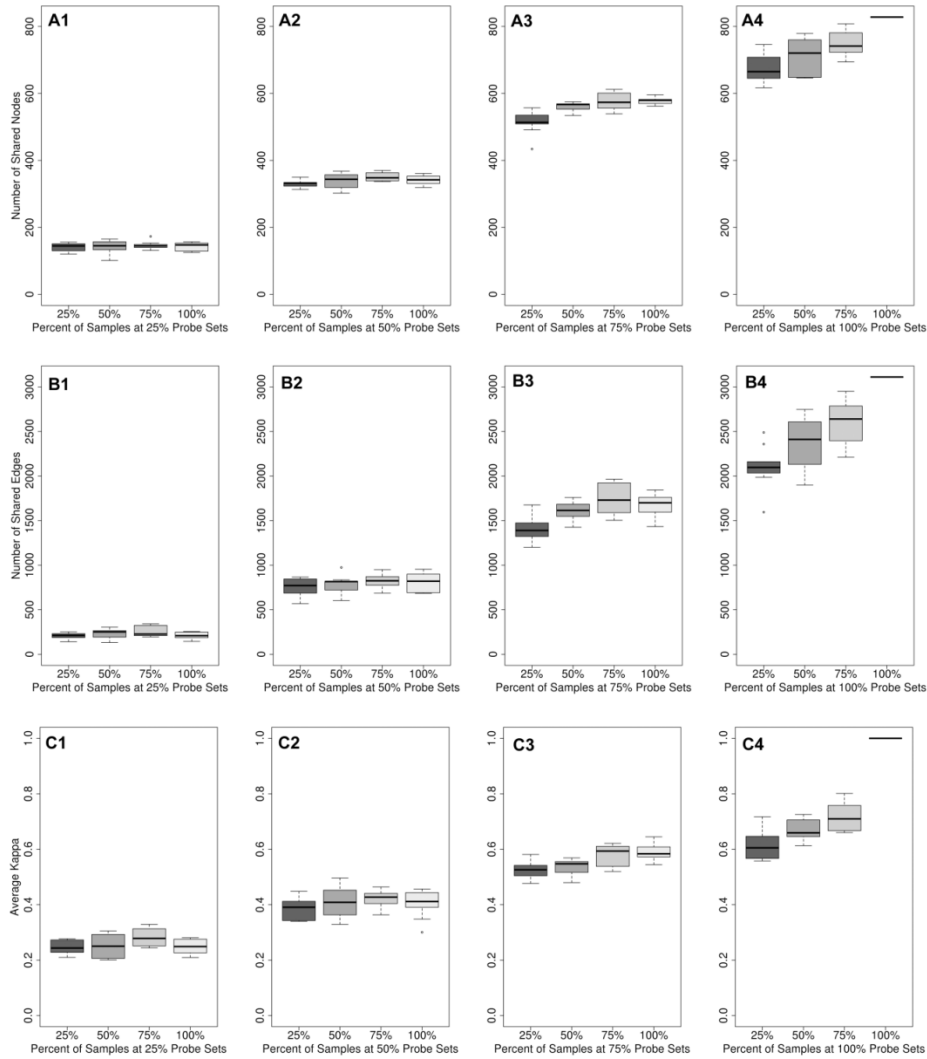 A1 A2 A3 A4
Number of Shared Nodes
800
600
400
200
0
25% 50% 75% 100%
Percent of Samples at 25% Probe Sets
800
600
400
200
0
25% 50% 75% 100%
Percent of Samples at 50% Probe Sets
800
600
400
200
0
25% 50% 75% 100%
Percent of Samples at 75% Probe Sets
800
600
400
200
0
25% 50% 75% 100%
Percent of Samples at 100% Probe Sets
B1 B2 B3 B4
Number of Shared Edges
3000
2500
2000
1500
1000
500
0
25% 50% 75% 100%
Percent of Samples at 25% Probe Sets
3000
2500
2000
1500
1000
500
0
25% 50% 75% 100%
Percent of Samples at 50% Probe Sets
3000
2500
2000
1500
1000
500
0
25% 50% 75% 100%
Percent of Samples at 75% Probe Sets
3000
2500
2000
1500
1000
500
0
25% 50% 75% 100%
Percent of Samples at 100% Probe Sets
C1 C2 C3 C4
Average Kappa
1.0
0.8
0.6
0.4
0.2
0.0
25% 50% 75% 100%
Percent of Samples at 25% Probe Sets
1.0
0.8
0.6
0.4
0.2
0.0
25% 50% 75% 100%
Percent of Samples at 50% Probe Sets
1.0
0.8
0.6
0.4
0.2
0.0
25% 50% 75% 100%
Percent of Samples at 75% Probe Sets
1.0
0.8
0.6
0.4
0.2
0.0
25% 50% 75% 100%
Percent of Samples at 100% Probe Sets